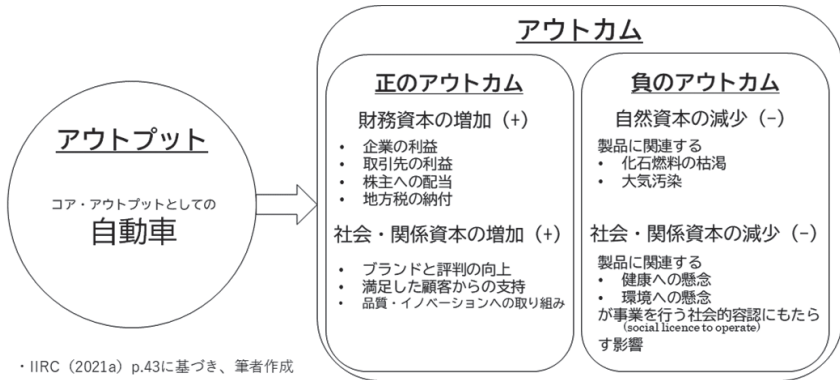 アウトカム
アウトプット
コア・アウトプットとしての
自動車
正のアウトカム
財務資本の増加（+）
• 企業の利益
• 取引先の利益
• 株主への配当
• 地方税の納付
社会・関係資本の増加（+）
• ブランドと評判の向上
• 満足した顧客からの支持
• 品質・イノベーションへの取り組み
負のアウトカム
自然資本の減少（−）
製品に関連する
• 化石燃料の枯渇
• 大気汚染
社会・関係資本の減少（−）
製品に関連する
• 健康への懸念
• 環境への懸念
が事業を行う社会的容認にもたら
(social licence to operate)
す影響
・IIRC（2021a）p.43に基づき、筆者作成